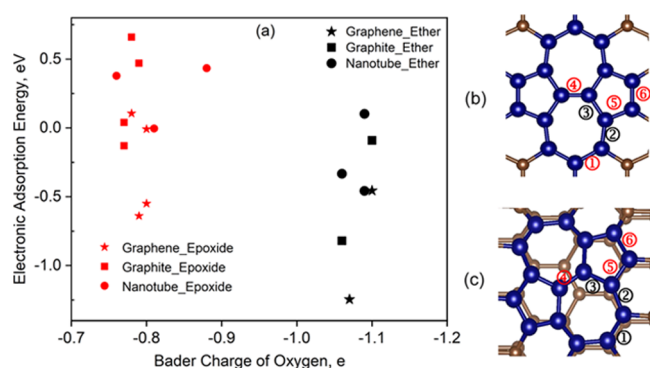 (a)
★ Graphene_Ether
■ Graphite_Ether
● Nanotube_Ether
Electronic Adsorption Energy, eV
0.5
0.0
-0.5
-1.0
★ Graphene_Epoxide
■ Graphite_Epoxide
● Nanotube_Epoxide
-0.7 -0.8 -0.9 -1.0 -1.1 -1.2
Bader Charge of Oxygen, e
(b)
④ ⑥
③ ⑤
②
①
(c)
⑥
④ ③ ⑤
②
①